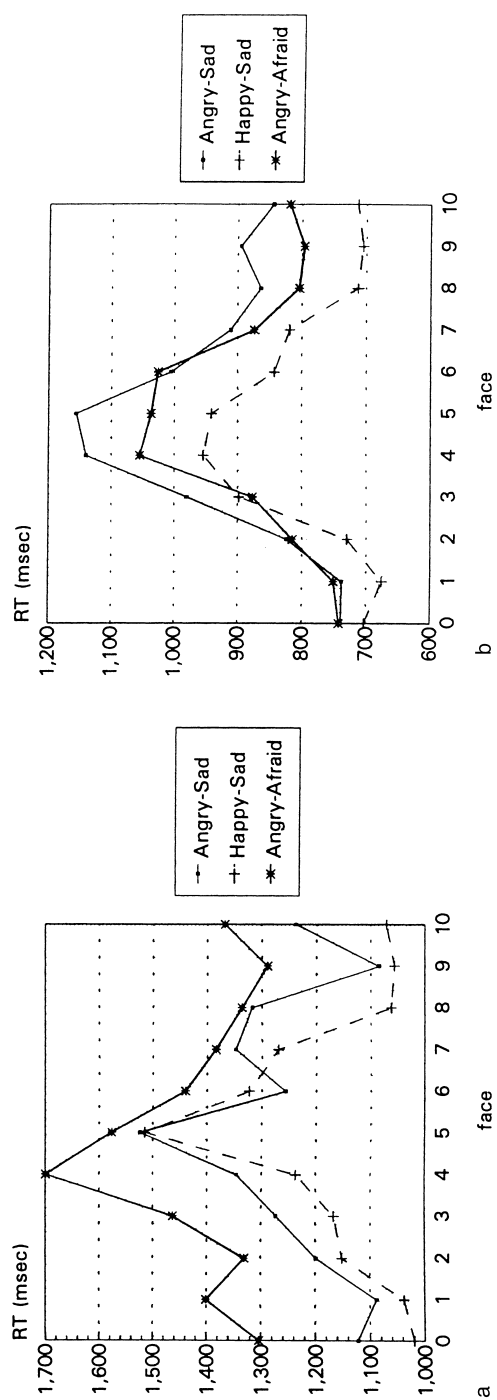 RT (msec)
1,700
1,600
1,500
1,400
1,300
1,200
1,100
1,000
0 1 2 3 4 5 6 7 8 9 10
face
a
Angry-Sad
Happy-Sad
Angry-Afraid
RT (msec)
1,200
1,100
1,000
900
800
700
600
0 1 2 3 4 5 6 7 8 9 10
face
b
Angry-Sad
Happy-Sad
Angry-Afraid